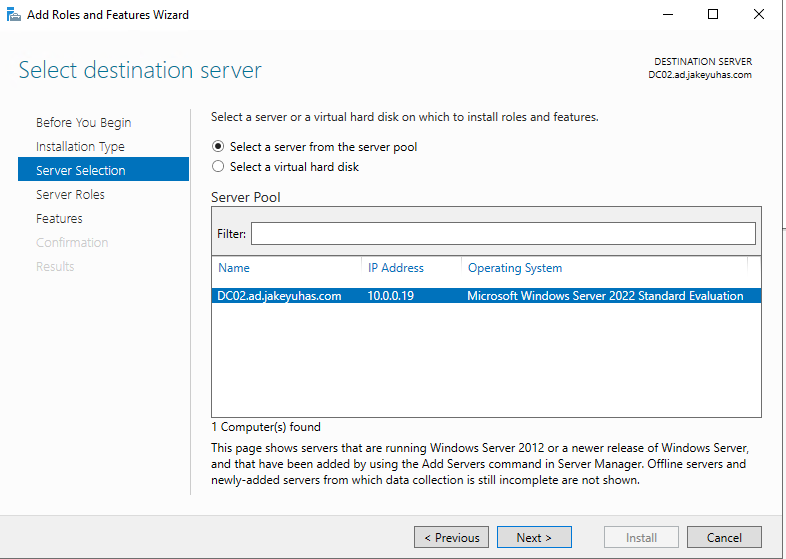 Add Roles and Features Wizard
Select destination server
DESTINATION SERVER
DC02.ad.jakeyuhas.com
Before You Begin
Installation Type
Server Selection
Server Roles
Features
Confirmation
Results
Select a server or a virtual hard disk on which to install roles and features.
Select a server from the server pool
Select a virtual hard disk
Server Pool
Filter:
Name IP Address Operating System
DC02.ad.jakeyuhas.com 10.0.0.19 Microsoft Windows Server 2022 Standard Evaluation
1 Computer(s) found
This page shows servers that are running Windows Server 2012 or a newer release of Windows Server,
and that have been added by using the Add Servers command in Server Manager. Offline servers and
newly-added servers from which data collection is still incomplete are not shown.
< Previous Next > Install Cancel